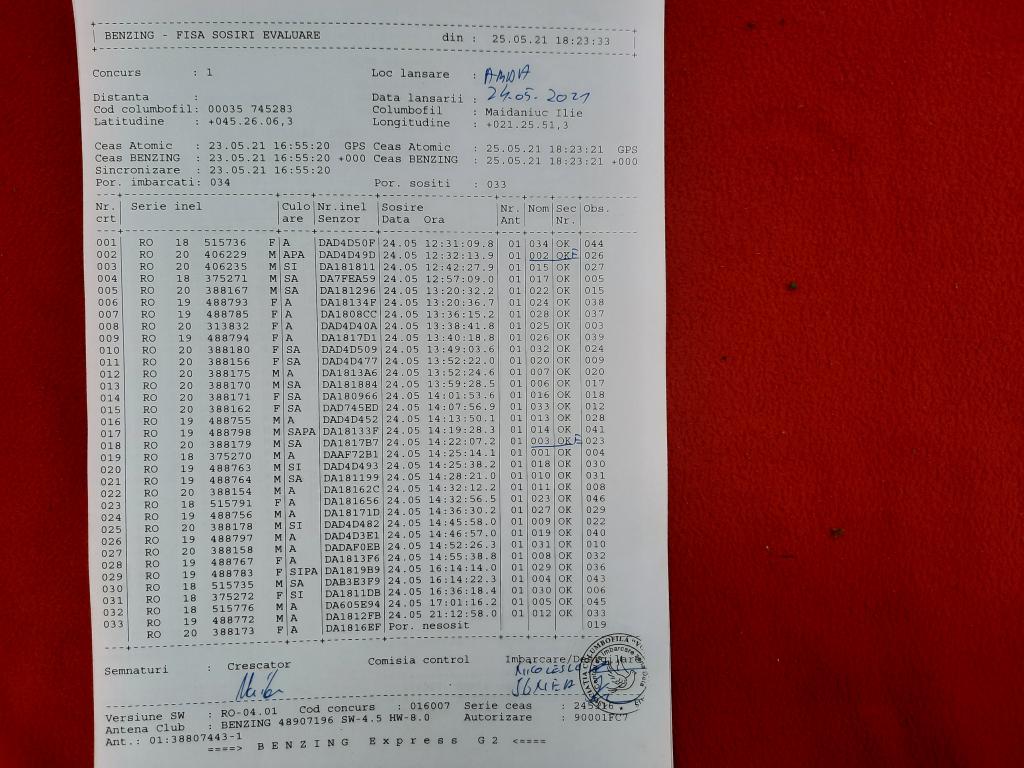 BENZING - FISA SOSIRI EVALUARE din : 25.05.21 18:23:33
Concurs : 1 Loc lansare : AMARA
Distanta : Data lansarii : 24.05.2021
Cod columbofil: 00035 745283 Columbofil : Maidaniuc Ilie
Latitudine : +045.26.06,3 Longitudine : +021.25.51,3
Ceas Atomic : 23.05.21 16:55:20 GPS Ceas Atomic : 25.05.21 18:23:21 GPS
Ceas BENZING : 23.05.21 16:55:20 +000 Ceas BENZING : 25.05.21 18:23:21 +000
Sincronizare : 23.05.21 16:55:20
Por. imbarcati: 034 Por. sositi : 033
Nr. Serie inel Culo Nr.inel Sosire Nr. Nom Sec Obs.
crt are Senzor Data Ora Ant Nr.
001 RO 18 515736 F A DAD4D50F 24.05 12:31:09.8 01 034 OK 044
002 RO 20 406229 M APA DAD4D49D 24.05 12:32:13.9 01 002 OKE 026
003 RO 20 406235 M SI DA181811 24.05 12:42:27.9 01 015 OK 027
004 RO 18 375271 M SA DA7FEA59 24.05 12:57:09.0 01 017 OK 005
005 RO 20 388167 M SA DA181296 24.05 13:20:32.2 01 022 OK 015
006 RO 19 488793 F A DA18134F 24.05 13:20:36.7 01 024 OK 038
007 RO 19 488785 F A DA1808CC 24.05 13:36:15.2 01 028 OK 037
008 RO 20 313832 F A DAD4D40A 24.05 13:38:41.8 01 025 OK 003
009 RO 19 488794 F A DA1817D1 24.05 13:40:18.8 01 026 OK 039
010 RO 20 388180 F SA DAD4D509 24.05 13:49:03.6 01 032 OK 024
011 RO 20 388156 F SA DAD4D477 24.05 13:52:22.0 01 020 OK 009
012 RO 20 388175 M A DA1813A6 24.05 13:52:24.6 01 007 OK 020
013 RO 20 388170 M SA DA181884 24.05 13:59:28.5 01 006 OK 017
014 RO 20 388171 F SA DA180966 24.05 14:01:53.6 01 016 OK 018
015 RO 20 388162 F SA DAD745ED 24.05 14:07:56.9 01 033 OK 012
016 RO 19 488755 M A DAD4D452 24.05 14:13:50.1 01 013 OK 028
017 RO 19 488798 M SAPA DA18133F 24.05 14:19:28.3 01 014 OK 041
018 RO 20 388179 M SA DA1817B7 24.05 14:22:07.2 01 003 OKE 023
019 RO 18 375270 M A DAAF72B1 24.05 14:25:14.1 01 001 OK 004
020 RO 19 488763 M SI DAD4D493 24.05 14:25:38.2 01 018 OK 030
021 RO 19 488764 M SA DA181199 24.05 14:28:21.0 01 010 OK 031
022 RO 20 388154 M A DA18162C 24.05 14:32:12.2 01 011 OK 008
023 RO 18 515791 F A DA181656 24.05 14:32:56.5 01 023 OK 046
024 RO 19 488756 M A DA18171D 24.05 14:36:30.2 01 027 OK 029
025 RO 20 388178 M SI DAD4D482 24.05 14:45:58.0 01 009 OK 022
026 RO 19 488797 M A DAD4D3E1 24.05 14:46:57.0 01 019 OK 040
027 RO 20 388158 M A DADAF0EB 24.05 14:52:26.3 01 031 OK 010
028 RO 19 488767 F A DA1813F6 24.05 14:55:38.8 01 008 OK 032
029 RO 19 488783 F SIPA DA1819B9 24.05 16:14:14.0 01 029 OK 036
030 RO 18 515735 M SA DAB3E3F9 24.05 16:14:22.3 01 004 OK 043
031 RO 18 375272 F SI DA1811DB 24.05 16:36:18.4 01 030 OK 006
032 RO 18 515776 M A DA605E94 24.05 17:01:16.2 01 005 OK 045
033 RO 19 488772 M A DA1812FB 24.05 21:12:58.0 01 012 OK 033
RO 20 388173 F A DA1816EF Por. nesosit 019
Semnaturi : Crescator Comisia control
Versiune SW : RO-04.01 Cod concurs : 016007 Serie ceas :
Antena Club : BENZING 48907196 SW-4.5 HW-8.0 Autorizare : 90001FC7
Ant.: 01:38807443-1
====> BENZING Express G2 <====